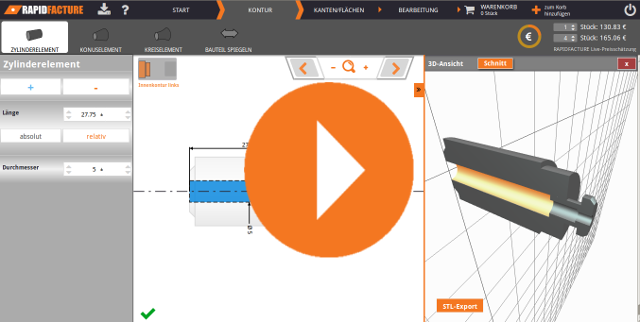 RAPIDFACTURE
?
START
KONTUR
KANTEN/FLÄCHEN
BEARBEITUNG
WARENKORB
0 Stück
zum Korb
hinzufügen
ZYLINDERELEMENT
KONUSELEMENT
KREISELEMENT
BAUTEIL SPIEGELN
€
1 Stück: 130.83 €
4 Stück: 165.06 €
RAPIDFACTURE Live-Preisschätzung
Zylinderelement
+ -
Länge
27.75
absolut
relativ
Durchmesser
5
Innenkontur links
- +
»
27
Ø 5
3D-Ansicht
Schnitt
x
STL-Export